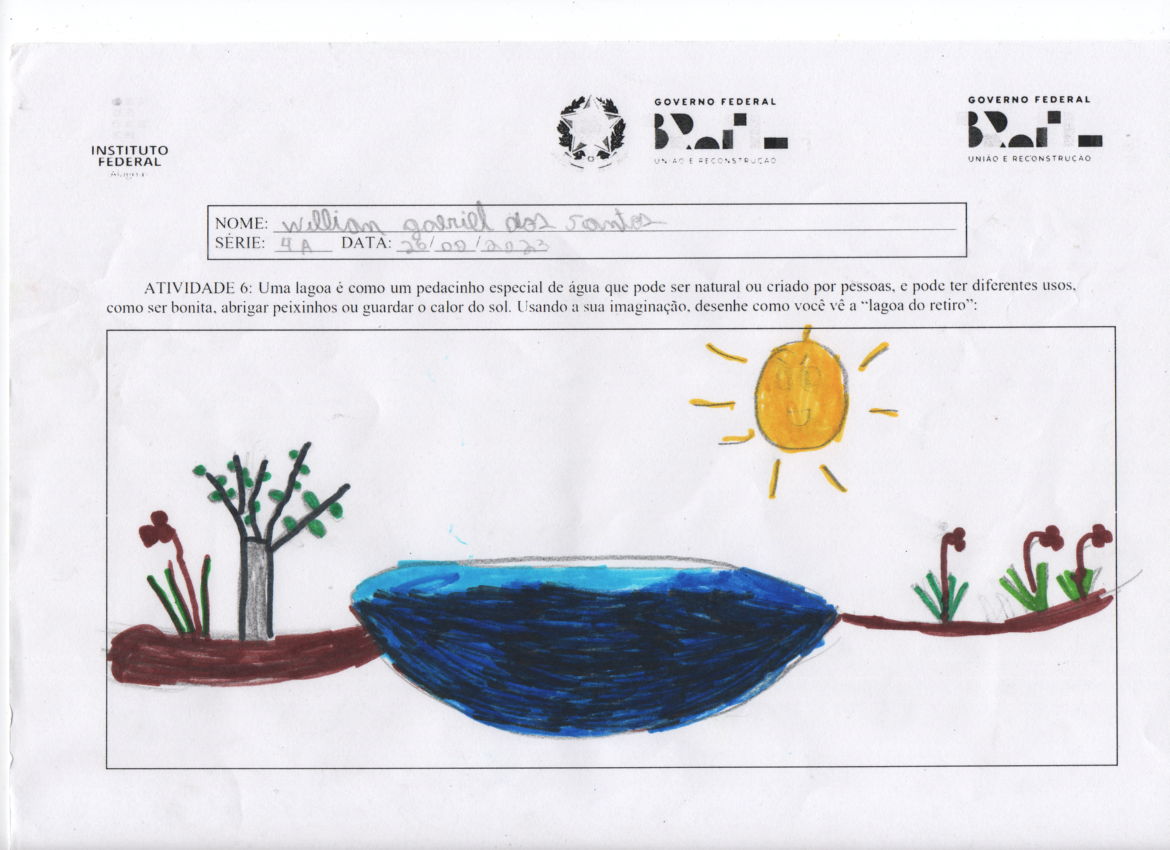 INSTITUTO
FEDERAL
Alagoas
GOVERNO FEDERAL
BRASIL
UNIÃO E RECONSTRUÇÃO
GOVERNO FEDERAL
BRASIL
UNIÃO E RECONSTRUÇÃO
NOME: william gabriel dos santos
SÉRIE: 4 A DATA: 26/09/2023
ATIVIDADE 6: Uma lagoa é como um pedacinho especial de água que pode ser natural ou criado por pessoas, e pode ter diferentes usos,
como ser bonita, abrigar peixinhos ou guardar o calor do sol. Usando a sua imaginação, desenhe como você vê a “lagoa do retiro”: